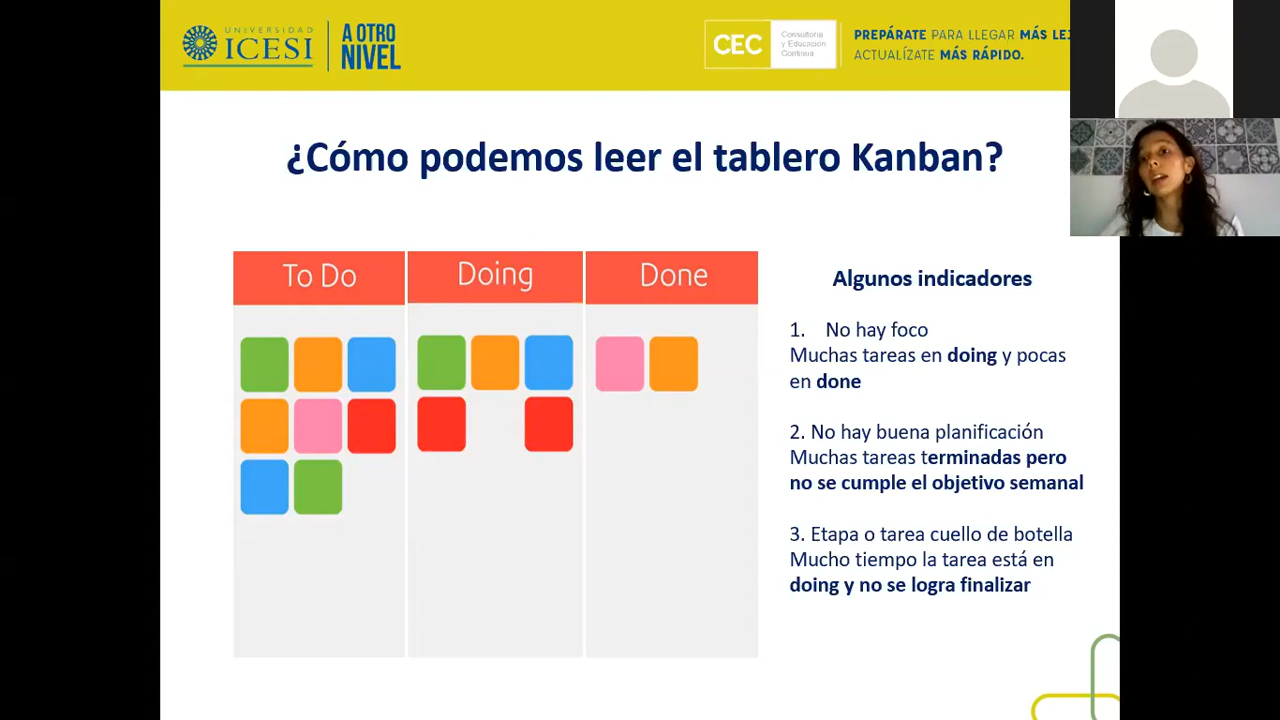 UNIVERSIDAD
ICESI
A OTRO
NIVEL
CEC
Consultoría
y Educación
Continua
PREPÁRATE PARA LLEGAR MÁS
ACTUALÍZATE MÁS RÁPIDO.
¿Cómo podemos leer el tablero Kanban?
To Do
Doing
Done
Algunos indicadores
1. No hay foco
Muchas tareas en doing y pocas
en done
2. No hay buena planificación
Muchas tareas terminadas pero
no se cumple el objetivo semanal
3. Etapa o tarea cuello de botella
Mucho tiempo la tarea está en
doing y no se logra finalizar